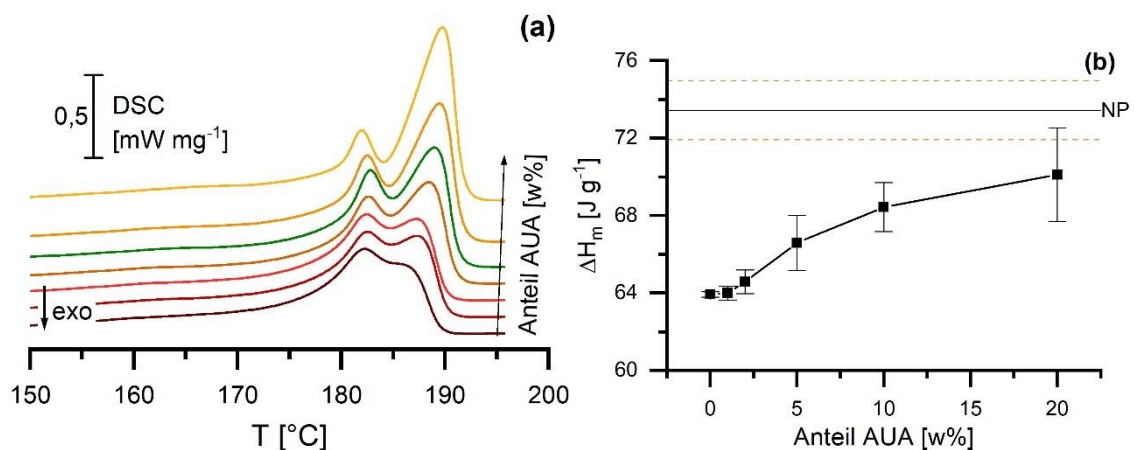 (a)
0,5
DSC
[mW mg⁻¹]
exo
Anteil AUA [w%]
150 160 170 180 190 200
T [°C]
(b)
76
72
68
64
60
ΔHₘ [J g⁻¹]
NP
0 5 10 15 20
Anteil AUA [w%]